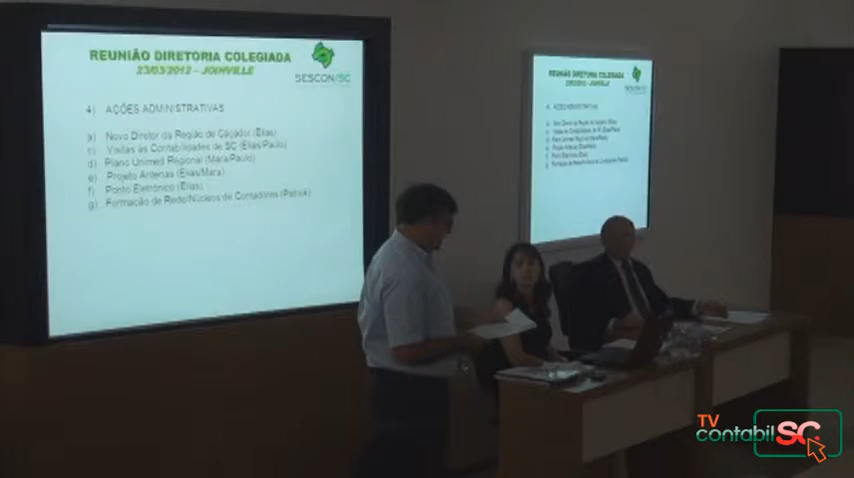 REUNIÃO DIRETORIA COLEGIADA
23/03/2012 – JOINVILLE
SESCON/SC
4) AÇÕES ADMINISTRATIVAS
a) Novo Diretor da Região de Caçador (Elias)
c) Visitas às Contabilidades de SC (Elias/Paulo)
d) Plano Unimed Regional (Mara/Paulo)
e) Projeto Antenas (Elias/Mara)
f) Ponto Eletrônico (Elias)
g) Formação de Rede/Núcleos de Contadores (Patrick)
REUNIÃO DIRETORIA COLEGIADA
TV
contábilSC